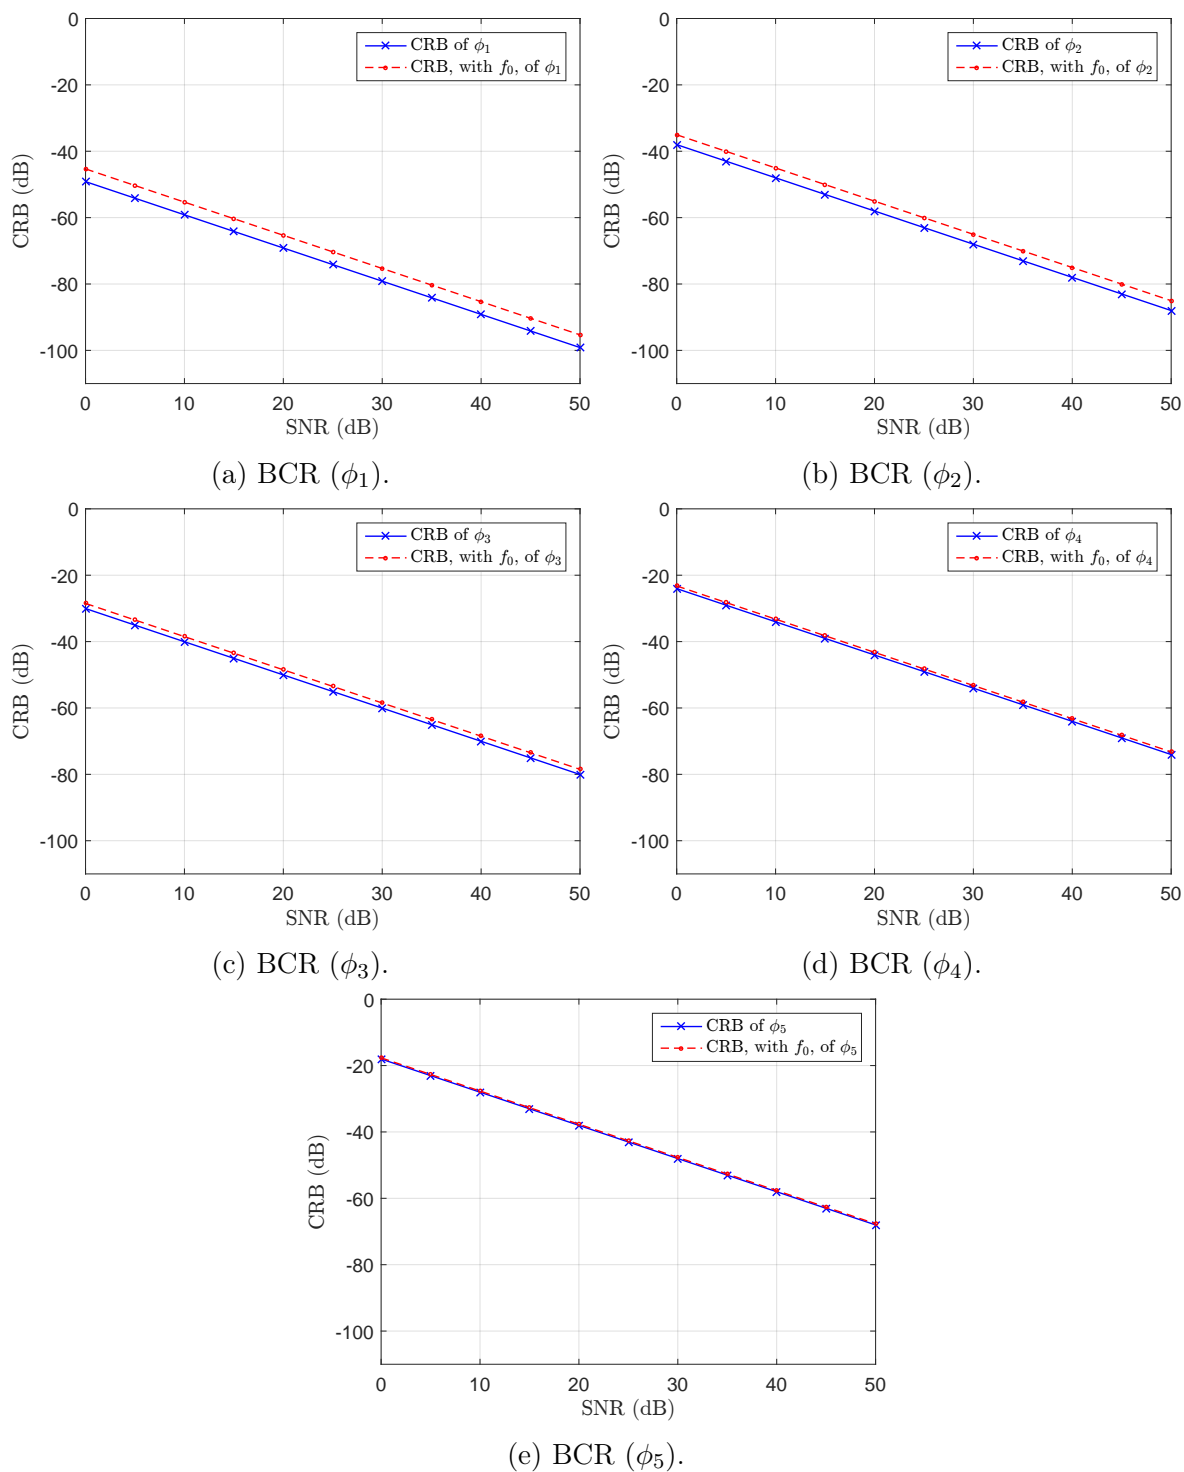 0
-20
-40
-60
-80
-100
CRB (dB)
CRB of ϕ1
CRB, with f0, of ϕ1
0 10 20 30 40 50
SNR (dB)
(a) BCR (ϕ1).
0
-20
-40
-60
-80
-100
CRB (dB)
CRB of ϕ2
CRB, with f0, of ϕ2
0 10 20 30 40 50
SNR (dB)
(b) BCR (ϕ2).
0
-20
-40
-60
-80
-100
CRB (dB)
CRB of ϕ3
CRB, with f0, of ϕ3
0 10 20 30 40 50
SNR (dB)
(c) BCR (ϕ3).
0
-20
-40
-60
-80
-100
CRB (dB)
CRB of ϕ4
CRB, with f0, of ϕ4
0 10 20 30 40 50
SNR (dB)
(d) BCR (ϕ4).
0
-20
-40
-60
-80
-100
CRB (dB)
CRB of ϕ5
CRB, with f0, of ϕ5
0 10 20 30 40 50
SNR (dB)
(e) BCR (ϕ5).